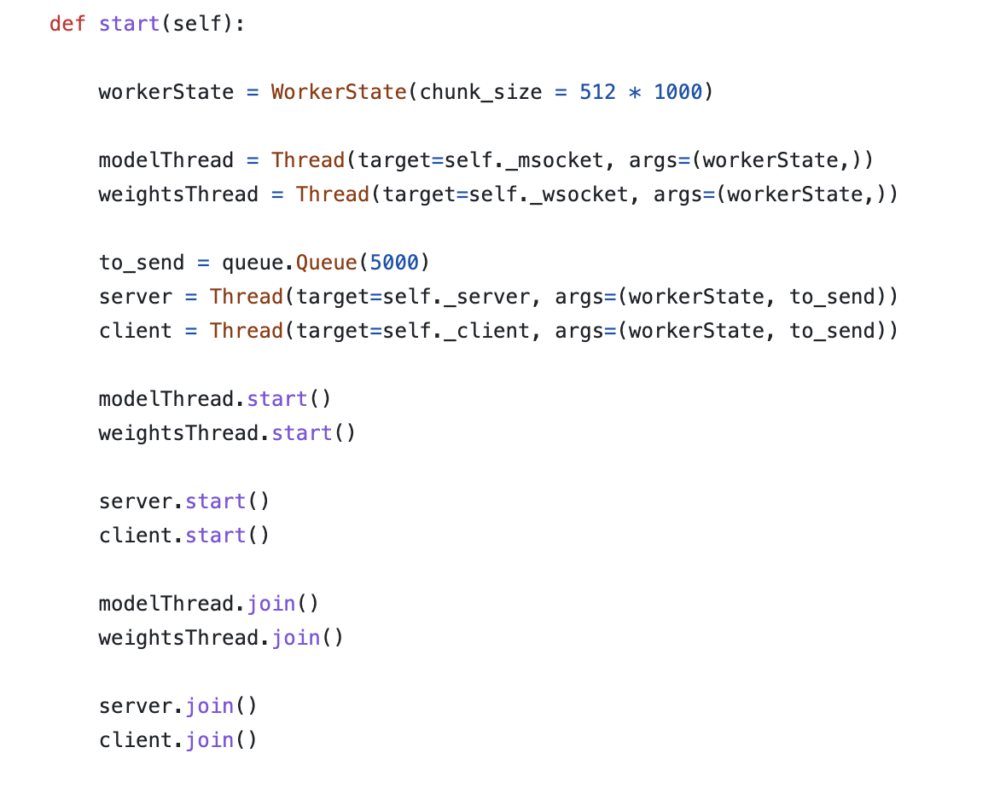 def start(self):
workerState = WorkerState(chunk_size = 512 * 1000)
modelThread = Thread(target=self._msocket, args=(workerState,))
weightsThread = Thread(target=self._wsocket, args=(workerState,))
to_send = queue.Queue(5000)
server = Thread(target=self._server, args=(workerState, to_send))
client = Thread(target=self._client, args=(workerState, to_send))
modelThread.start()
weightsThread.start()
server.start()
client.start()
modelThread.join()
weightsThread.join()
server.join()
client.join()